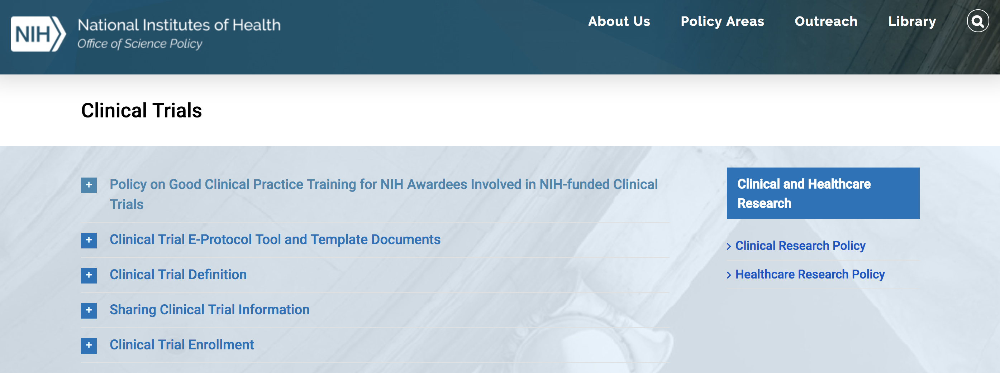 NIH
National Institutes of Health
Office of Science Policy
About Us
Policy Areas
Outreach
Library
Clinical Trials
+ Policy on Good Clinical Practice Training for NIH Awardees Involved in NIH-funded Clinical
Trials
+ Clinical Trial E-Protocol Tool and Template Documents
+ Clinical Trial Definition
+ Sharing Clinical Trial Information
+ Clinical Trial Enrollment
Clinical and Healthcare
Research
> Clinical Research Policy
> Healthcare Research Policy